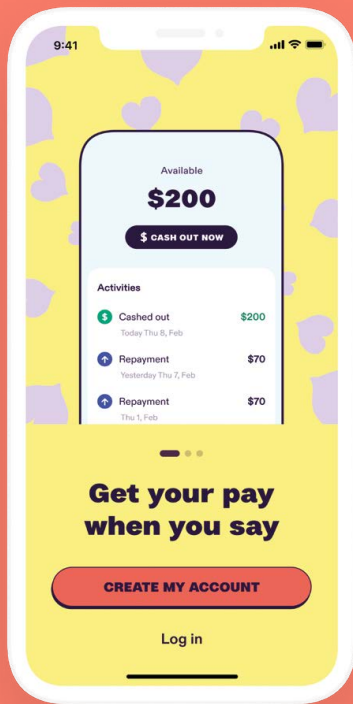 9:41
Available
$200
$ CASH OUT NOW
Activities
$ Cashed out $200
Today Thu 8, Feb
Repayment $70
Yesterday Thu 7, Feb
Repayment $70
Thu 1, Feb
Get your pay
when you say
CREATE MY ACCOUNT
Log in